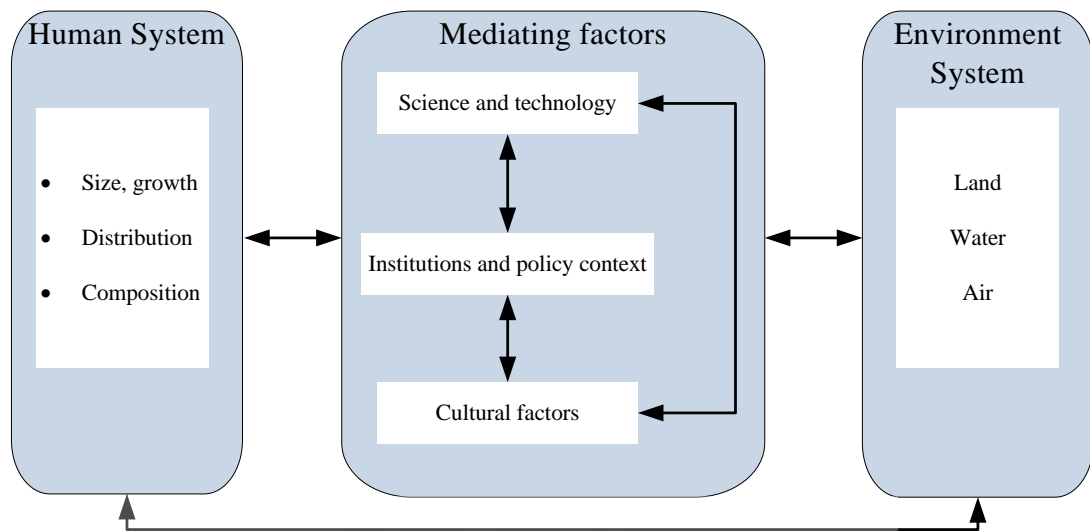 Human System
• Size, growth
• Distribution
• Composition
Mediating factors
Science and technology
Institutions and policy context
Cultural factors
Environment
System
Land
Water
Air